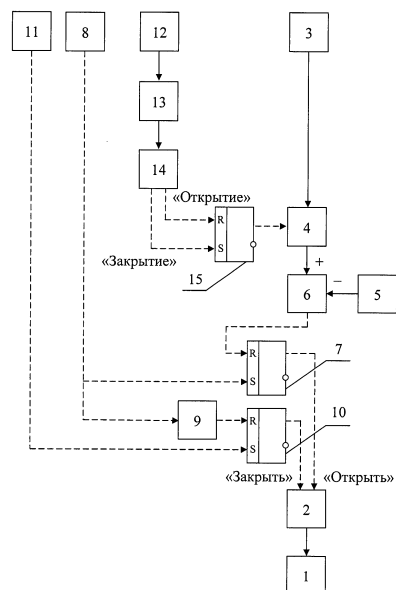 11 8 12 3
13
14
«Открытие»
R 4
S
«Закрытие» +
15 – 
6 5
7
R
S
10
9 R
S
«Закрыть» «Открыть»
2
1